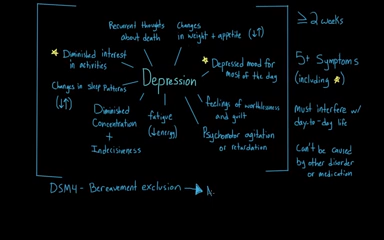 Recurrent thoughts
about death
Changes
in weight + appetite (↓↑)
≥ 2 weeks
Diminished interest
in activities
Depressed mood for
most of the day
5+ Symptoms
(including ★)
Depression
Changes in sleep patterns
(↓↑)
feelings of worthlessness
and guilt
Diminished
Concentration
+
Indecisiveness
fatigue
(↓energy)
Psychomotor agitation
or retardation
must interfere w/
day-to-day life
Can't be caused
by other disorder
or medication
DSM4 - Bereavement exclusion →